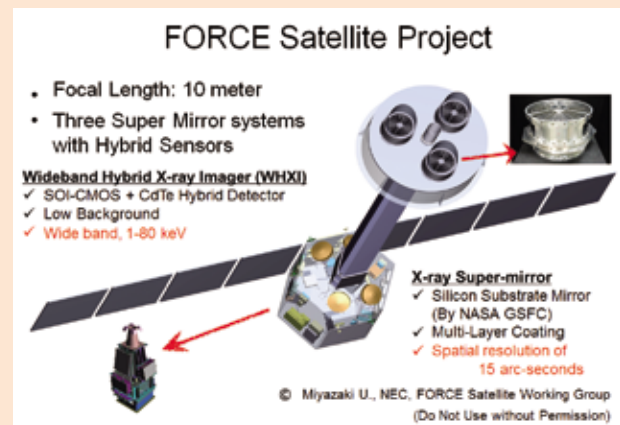 FORCE Satellite Project
• Focal Length: 10 meter
• Three Super Mirror systems
with Hybrid Sensors
Wideband Hybrid X-ray Imager (WHXI)
✓ SOI-CMOS + CdTe Hybrid Detector
✓ Low Background
✓ Wide band, 1-80 keV
X-ray Super-mirror
✓ Silicon Substrate Mirror
(By NASA GSFC)
✓ Multi-Layer Coating
✓ Spatial resolution of
15 arc-seconds
© Miyazaki U., NEC, FORCE Satellite Working Group
(Do Not Use without Permission)